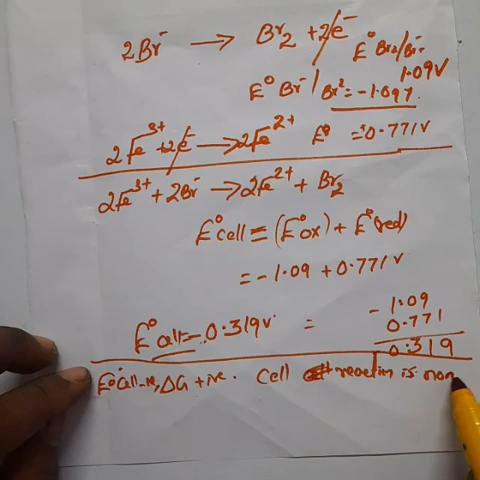 2Br⁻ → Br₂ + 2e⁻ E° Br₂/Br⁻
1.09V
E° Br⁻/Br² = -1.09V.
2Fe³⁺ + 2e⁻ → 2Fe²⁺ E° = +0.771V
2Fe³⁺ + 2Br⁻ → 2Fe²⁺ + Br₂
E°Cell = (E°ox) + E°(red)
= -1.09 + 0.771V
E°Cell = -0.319V =
-1.09
0.771
0.319
E°Cell -ve, ΔG +ve. Cell reaction is non